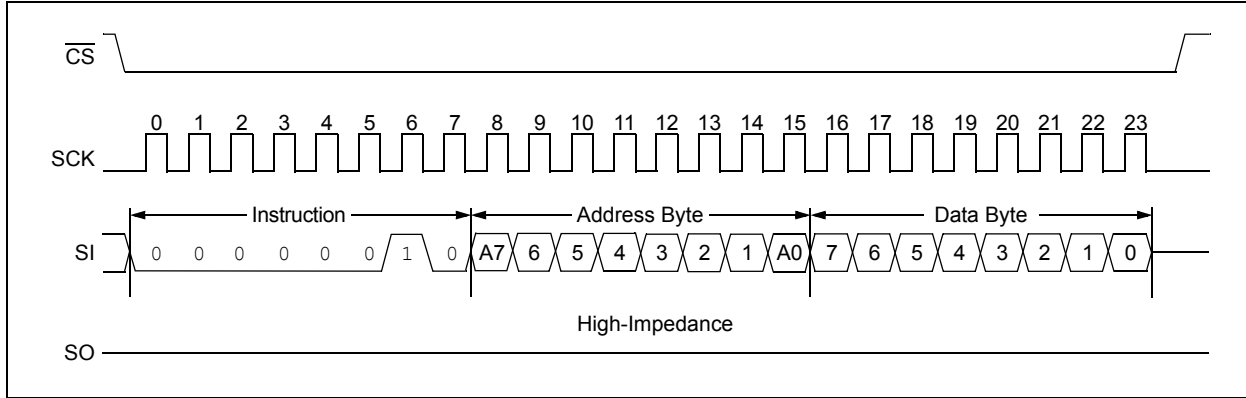 CS
0 1 2 3 4 5 6 7 8 9 10 11 12 13 14 15 16 17 18 19 20 21 22 23
SCK
Instruction Address Byte Data Byte
SI 0 0 0 0 0 0 1 0 A7 6 5 4 3 2 1 A0 7 6 5 4 3 2 1 0
High-Impedance
SO